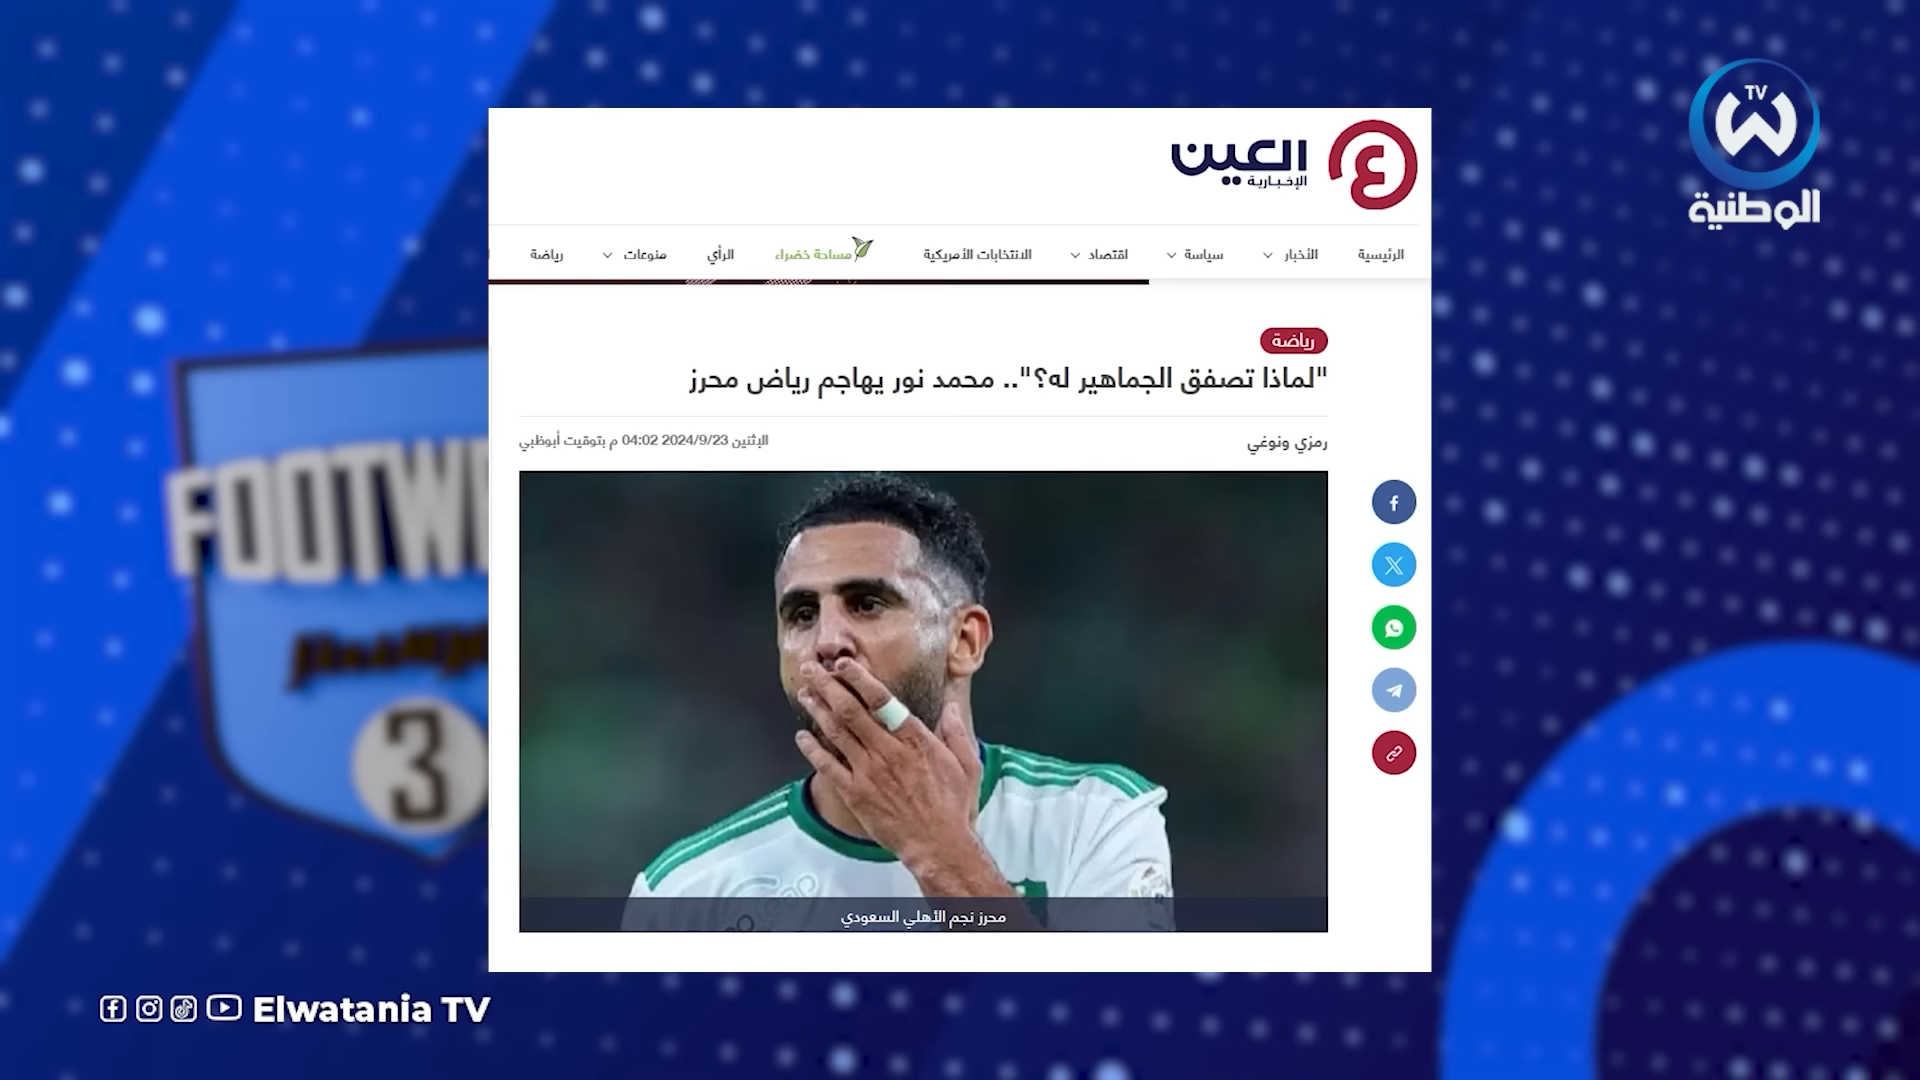 TV
الوطنية
العين
الإخبارية
الرئيسية الأخبار سياسة اقتصاد الانتخابات الأمريكية مساحة خضراء الرأي منوعات رياضة
رياضة
"لماذا تصفق الجماهير له؟".. محمد نور يهاجم رياض محرز
رمزي ونوغي
الإثنين 2024/9/23 04:02 م بتوقيت أبوظبي
محرز نجم الأهلي السعودي
FOOTW
3
Elwatania TV